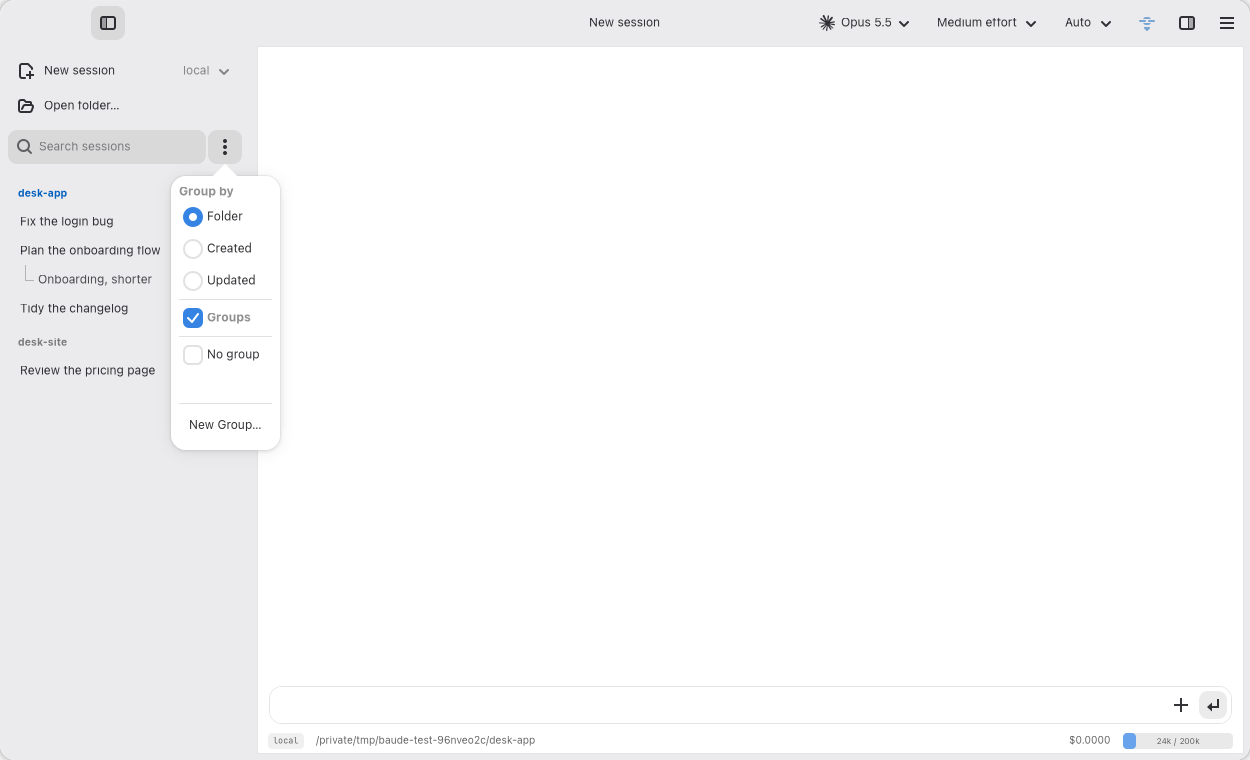 New session
Opus 5.5
Medium effort
Auto
New session
local
Open folder...
Search sessions
desk-app
Fix the login bug
Plan the onboarding flow
Onboarding, shorter
Tidy the changelog
desk-site
Review the pricing page
Group by
Folder
Created
Updated
Groups
No group
New Group...
local
/private/tmp/baude-test-96nveo2c/desk-app
$0.0000
24k / 200k